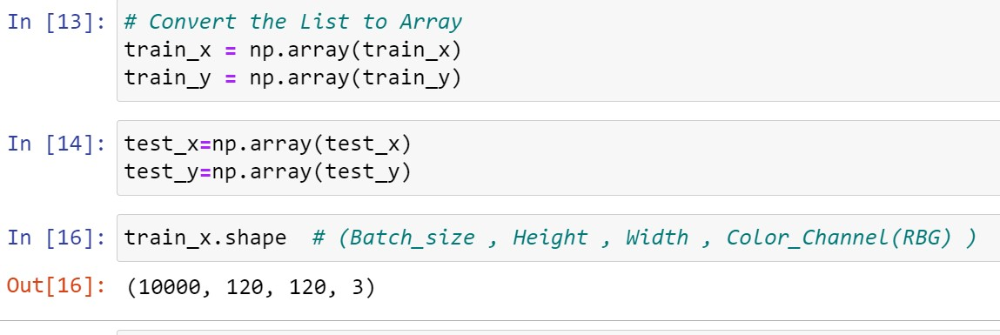 In [13]: # Convert the List to Array
train_x = np.array(train_x)
train_y = np.array(train_y)
In [14]: test_x=np.array(test_x)
test_y=np.array(test_y)
In [16]: train_x.shape  # (Batch_size , Height , Width , Color_Channel(RBG) )
Out[16]: (10000, 120, 120, 3)